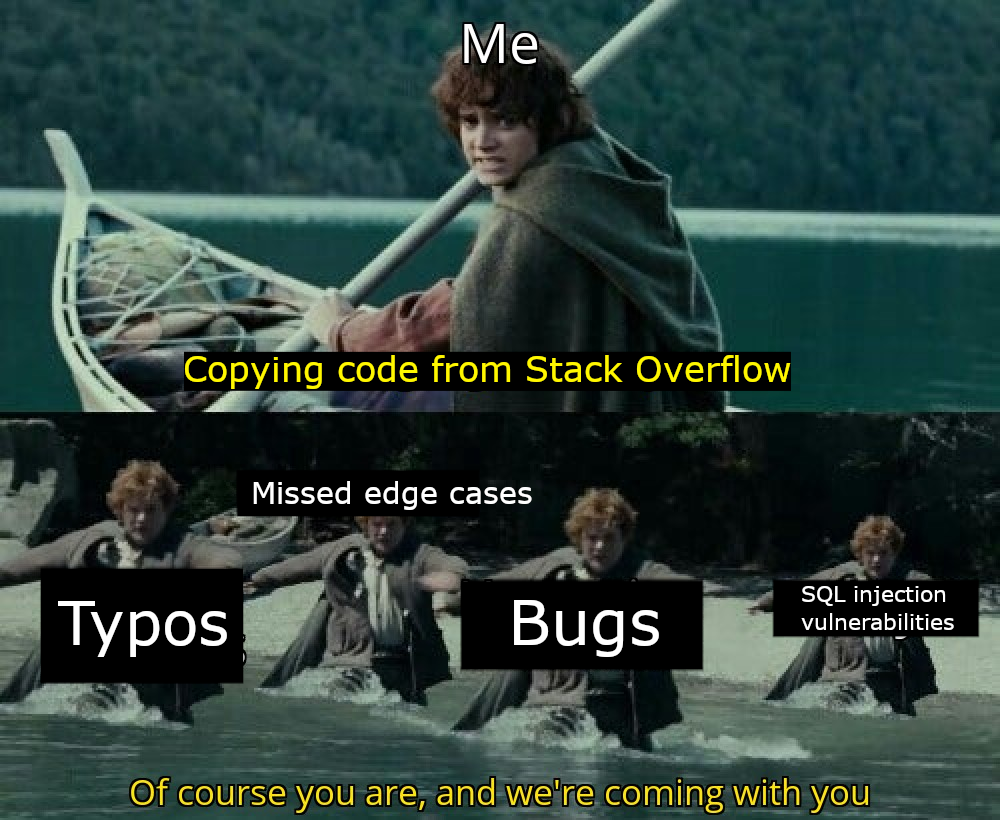 Me
Copying code from Stack Overflow
Missed edge cases
Typos
Bugs
SQL injection
vulnerabilities
Of course you are, and we're coming with you